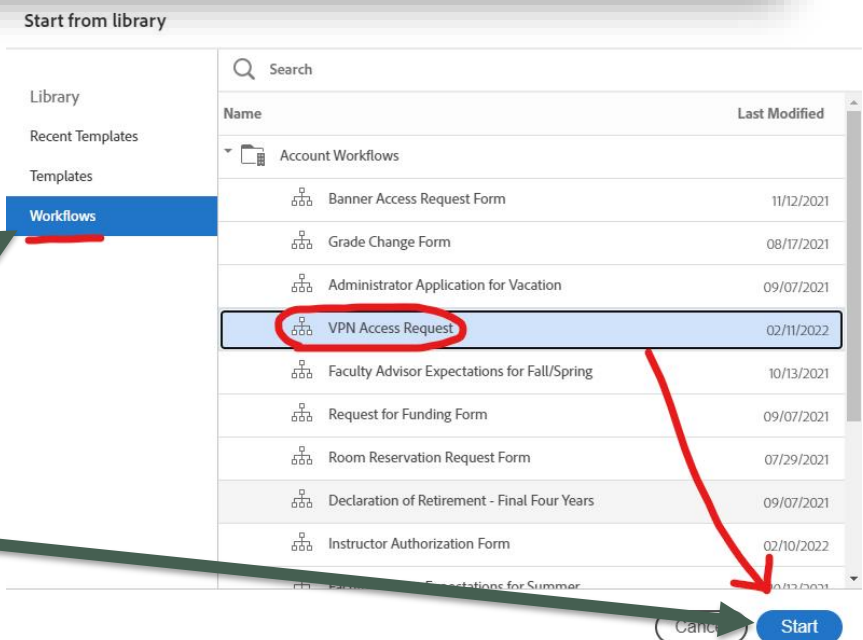 Start from library
Search
Library
Name Last Modified
Recent Templates
Account Workflows
Templates
Banner Access Request Form 11/12/2021
Workflows
Grade Change Form 08/17/2021
Administrator Application for Vacation 09/07/2021
VPN Access Request 02/11/2022
Faculty Advisor Expectations for Fall/Spring 10/13/2021
Request for Funding Form 09/07/2021
Room Reservation Request Form 07/29/2021
Declaration of Retirement - Final Four Years 09/07/2021
Instructor Authorization Form 02/10/2022
Expectations for Summer
Start